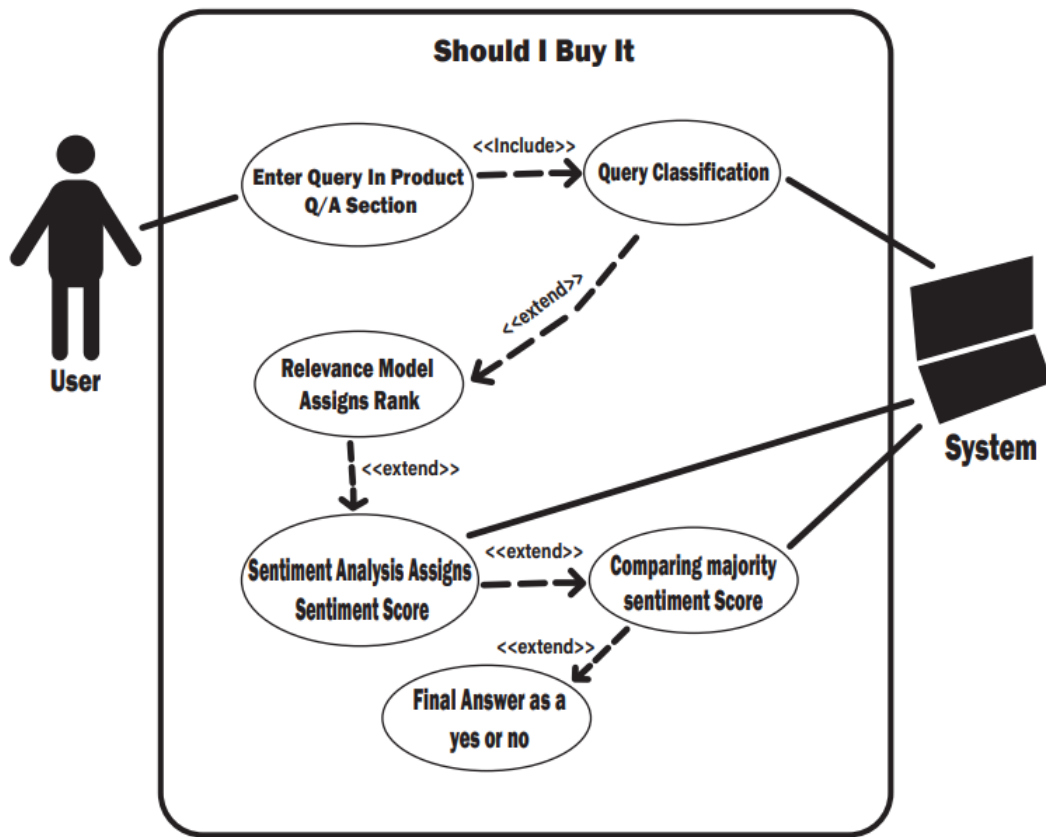 Should I Buy It
<<Include>>
Enter Query In Product
Q/A Section
Query Classification
<<extend>>
User
Relevance Model
Assigns Rank
System
<<extend>>
Sentiment Analysis Assigns
Sentiment Score
<<extend>>
Comparing majority
sentiment Score
<<extend>>
Final Answer as a
yes or no